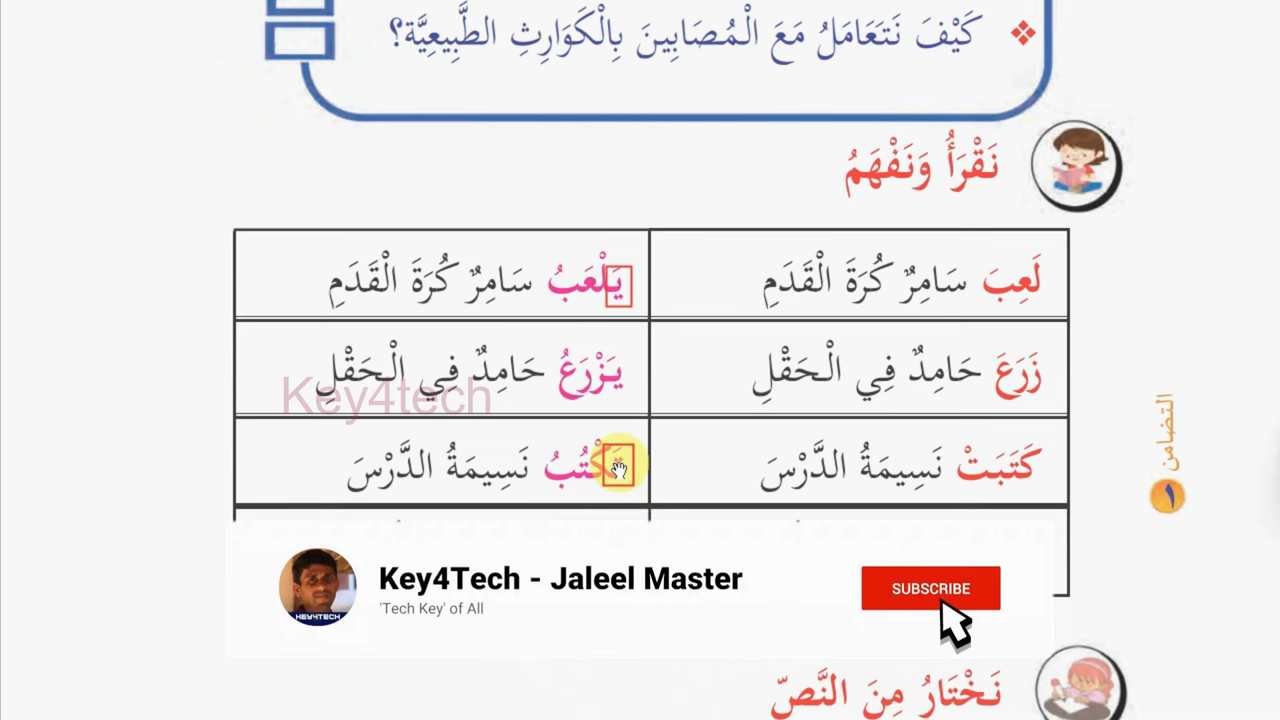 كَيْفَ نَتَعَامَلُ مَعَ الْمُصَابِينَ بِالْكَوَارِثِ الطَّبِيعِيَّة؟
نَقْرَأُ وَنَفْهَمُ
لَعِبَ سَامِرٌ كُرَةَ الْقَدَمِ
يَلْعَبُ سَامِرٌ كُرَةَ الْقَدَمِ
زَرَعَ حَامِدٌ فِي الْحَقْلِ
يَزْرَعُ حَامِدٌ فِي الْحَقْلِ
Key4tech
كَتَبَتْ نَسِيمَةُ الدَّرْسَ
تَكْتُبُ نَسِيمَةُ الدَّرْسَ
التضامن
١
KEY4TECH
Key4Tech - Jaleel Master
'Tech Key' of All
SUBSCRIBE
نَخْتَارُ مِنَ النَّصّ